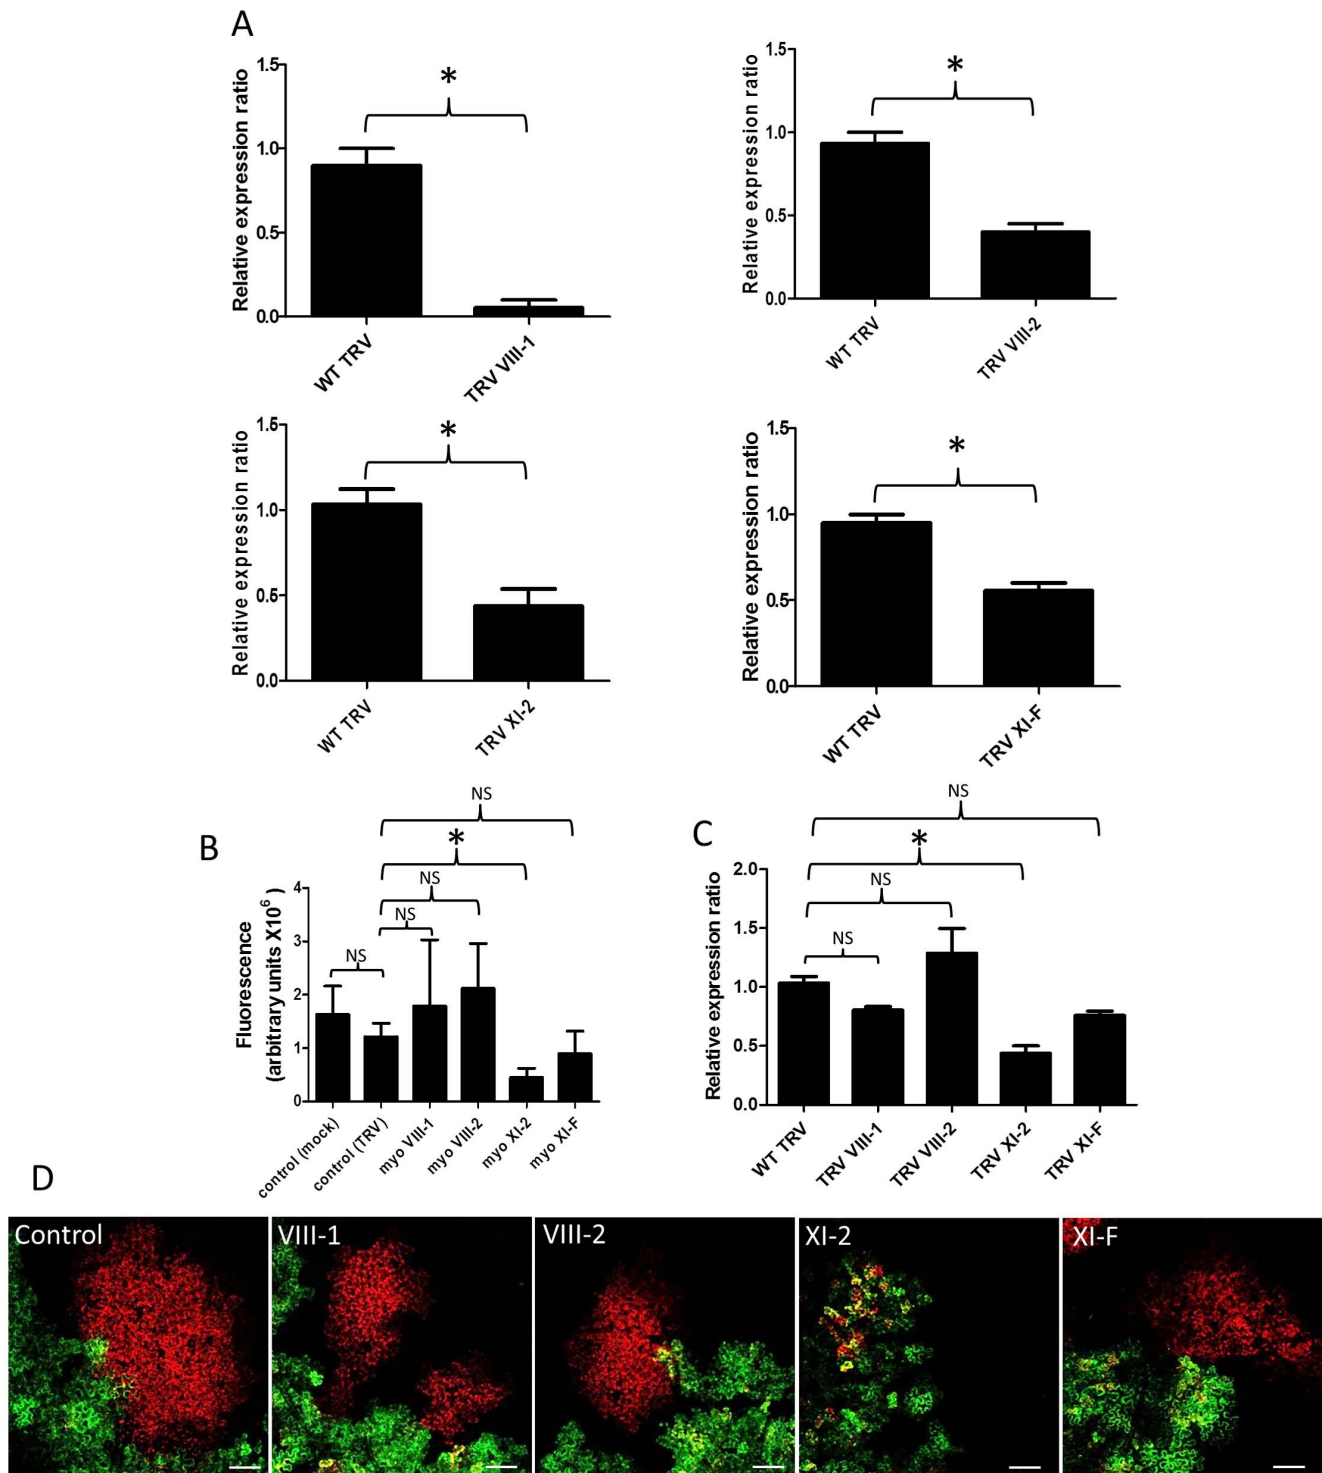 A
Relative expression ratio
1.5
1.0
0.5
0.0
*
WT TRV
TRV VIII-1
Relative expression ratio
1.5
1.0
0.5
0.0
*
WT TRV
TRV VIII-2
Relative expression ratio
1.5
1.0
0.5
0.0
*
WT TRV
TRV XI-2
Relative expression ratio
1.5
1.0
0.5
0.0
*
WT TRV
TRV XI-F
B
Fluorescence
(arbitrary units X10⁶)
4
3
2
1
0
NS
*
NS
NS
NS
control (mock)
control (TRV)
myo VIII-1
myo VIII-2
myo XI-2
myo XI-F
C
Relative expression ratio
2.0
1.5
1.0
0.5
0.0
NS
*
NS
NS
WT TRV
TRV VIII-1
TRV VIII-2
TRV XI-2
TRV XI-F
D
Control
VIII-1
VIII-2
XI-2
XI-F